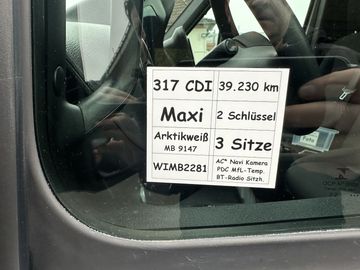 317 CDI
39.230 km
Maxi
2 Schlüssel
Arktikweiß
MB 9147
3 Sitze
WIMB2281
AC* Navi Kamera
PDC MfL-Temp.
BT-Radio Sitzh.